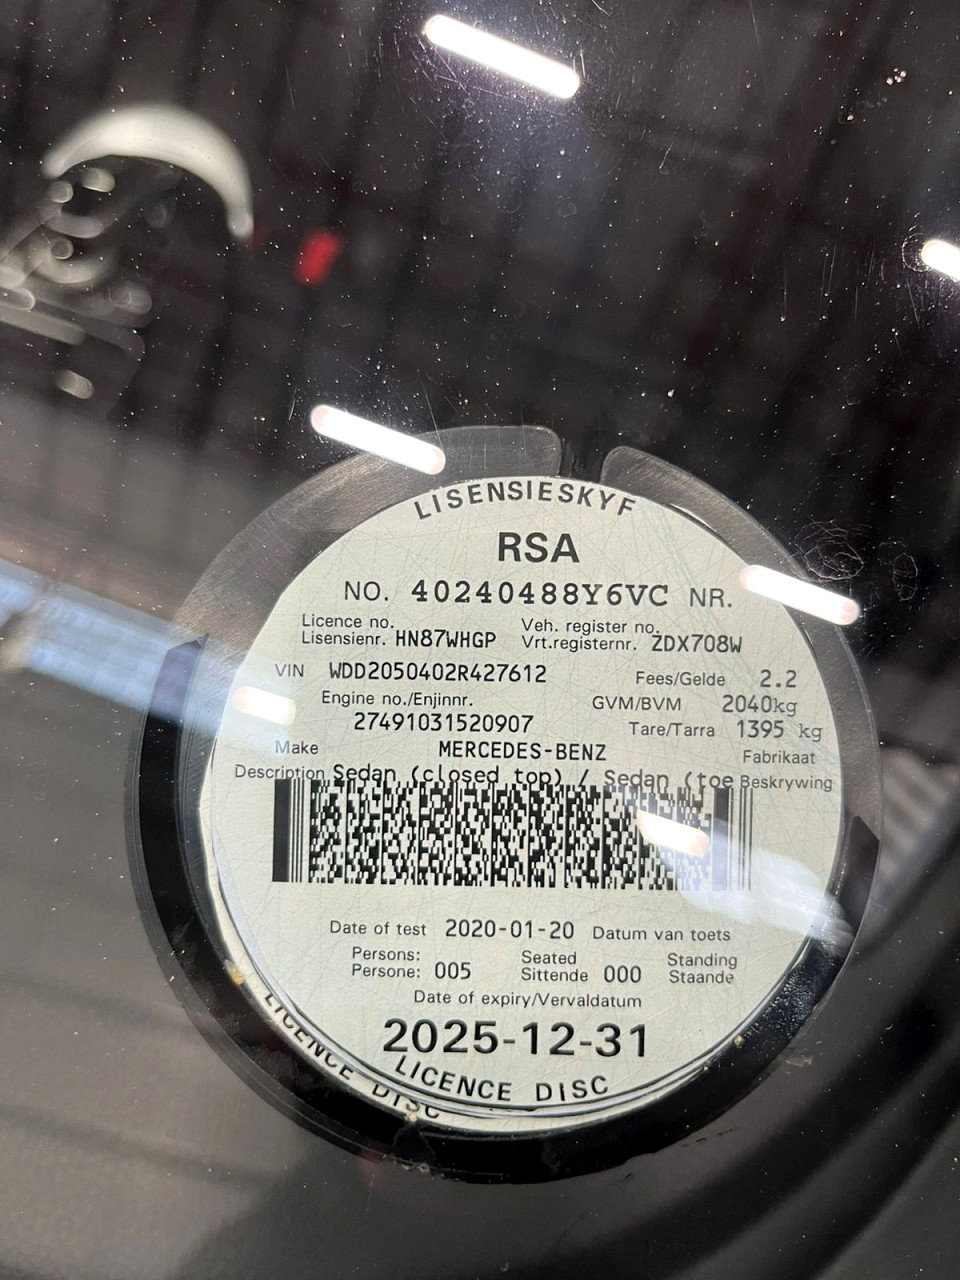 LISENSIESKYF
RSA
NO. 40240488Y6VC NR.
Licence no. Veh. register no.
Lisensienr. HN87WHGP Vrt.registernr. ZDX708W
VIN WDD2050402R427612 Fees/Gelde 2.2
Engine no./Enjinnr. GVM/BVM 2040kg
27491031520907 Tare/Tarra 1395 kg
Make MERCEDES-BENZ Fabrikaat
Description Sedan (closed top) / Sedan (toe Beskrywing
Date of test 2020-01-20 Datum van toets
Persons: Seated Standing
Persone: 005 Sittende 000 Staande
Date of expiry/Vervaldatum
2025-12-31
LICENCE DISC
LICENCE DISC